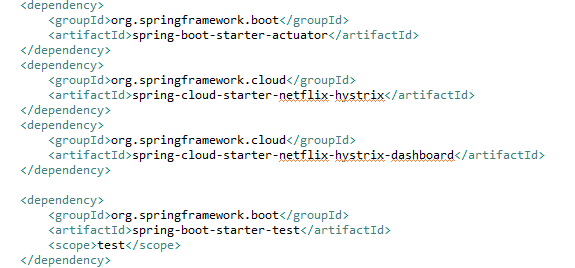 <dependency>
<groupId>org.springframework.boot</groupId>
<artifactId>spring-boot-starter-actuator</artifactId>
</dependency>
<dependency>
<groupId>org.springframework.cloud</groupId>
<artifactId>spring-cloud-starter-netflix-hystrix</artifactId>
</dependency>
<dependency>
<groupId>org.springframework.cloud</groupId>
<artifactId>spring-cloud-starter-netflix-hystrix-dashboard</artifactId>
</dependency>
<dependency>
<groupId>org.springframework.boot</groupId>
<artifactId>spring-boot-starter-test</artifactId>
<scope>test</scope>
</dependency>